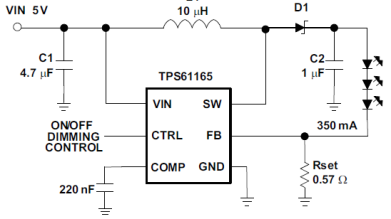 VIN 5V
10 µH
D1
C1
4.7 µF
C2
1 µF
TPS61165
VIN
SW
ON/OFF
DIMMING
CONTROL
CTRL
FB
350 mA
COMP
GND
220 nF
Rset
0.57 Ω